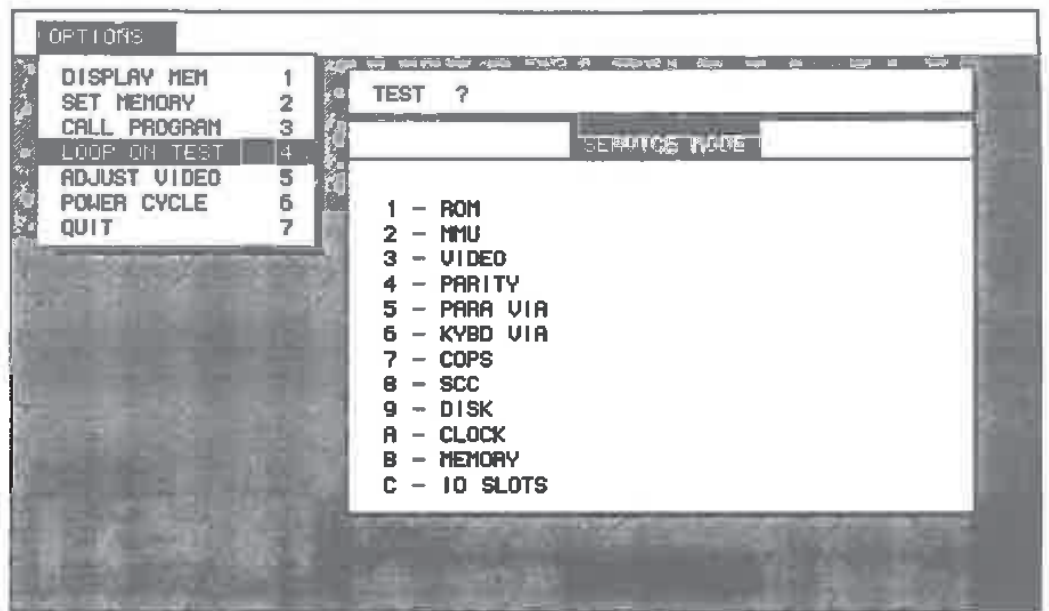 OPTIONS
DISPLAY MEM 1
SET MEMORY 2
CALL PROGRAM 3
LOOP ON TEST 4
ADJUST VIDEO 5
POWER CYCLE 6
QUIT 7
TEST ?
SERVICE MODE
1 - ROM
2 - MMU
3 - VIDEO
4 - PARITY
5 - PARA VIA
6 - KYBD VIA
7 - COPS
8 - SCC
9 - DISK
A - CLOCK
B - MEMORY
C - IO SLOTS